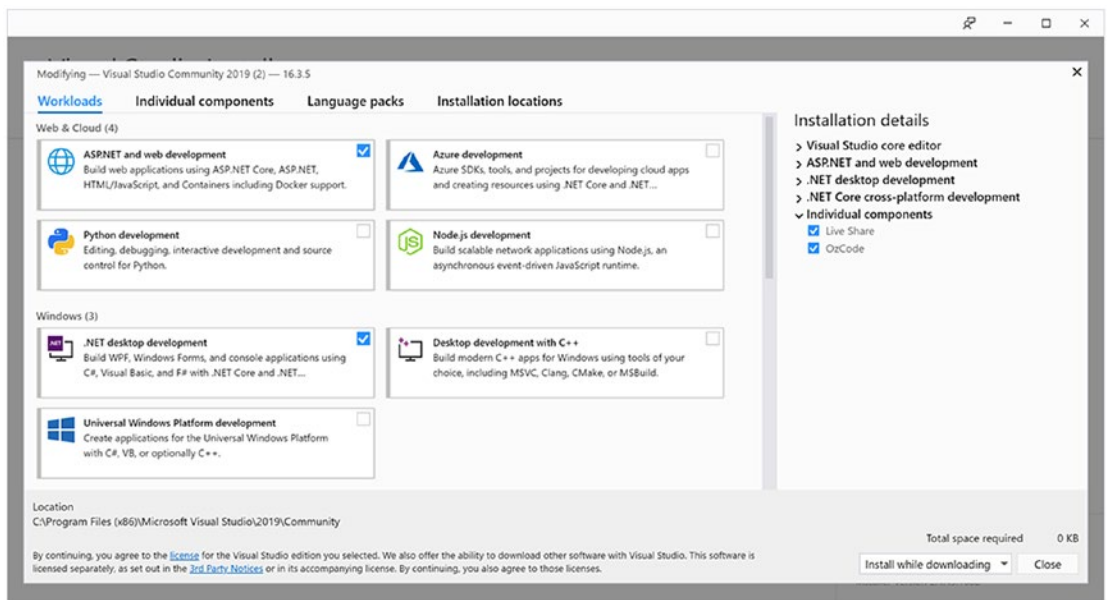 Modifying — Visual Studio Community 2019 (2) — 16.3.5
Workloads
Individual components
Language packs
Installation locations
Web & Cloud (4)
ASP.NET and web development
Build web applications using ASP.NET Core, ASP.NET,
HTML/JavaScript, and Containers including Docker support.
Azure development
Azure SDKs, tools, and projects for developing cloud apps
and creating resources using .NET Core and .NET...
Python development
Editing, debugging, interactive development and source
control for Python.
Node.js development
Build scalable network applications using Node.js, an
asynchronous event-driven JavaScript runtime.
Windows (3)
.NET desktop development
Build WPF, Windows Forms, and console applications using
C#, Visual Basic, and F# with .NET Core and .NET...
Desktop development with C++
Build modern C++ apps for Windows using tools of your
choice, including MSVC, Clang, CMake, or MSBuild.
Universal Windows Platform development
Create applications for the Universal Windows Platform
with C#, VB, or optionally C++.
Installation details
Visual Studio core editor
ASP.NET and web development
.NET desktop development
.NET Core cross-platform development
Individual components
Live Share
OzCode
Location
C:\Program Files (x86)\Microsoft Visual Studio\2019\Community
By continuing, you agree to the license for the Visual Studio edition you selected. We also offer the ability to download other software with Visual Studio. This software is
licensed separately, as set out in the 3rd Party Notices or in its accompanying license. By continuing, you also agree to those licenses.
Total space required 0 KB
Install while downloading
Close